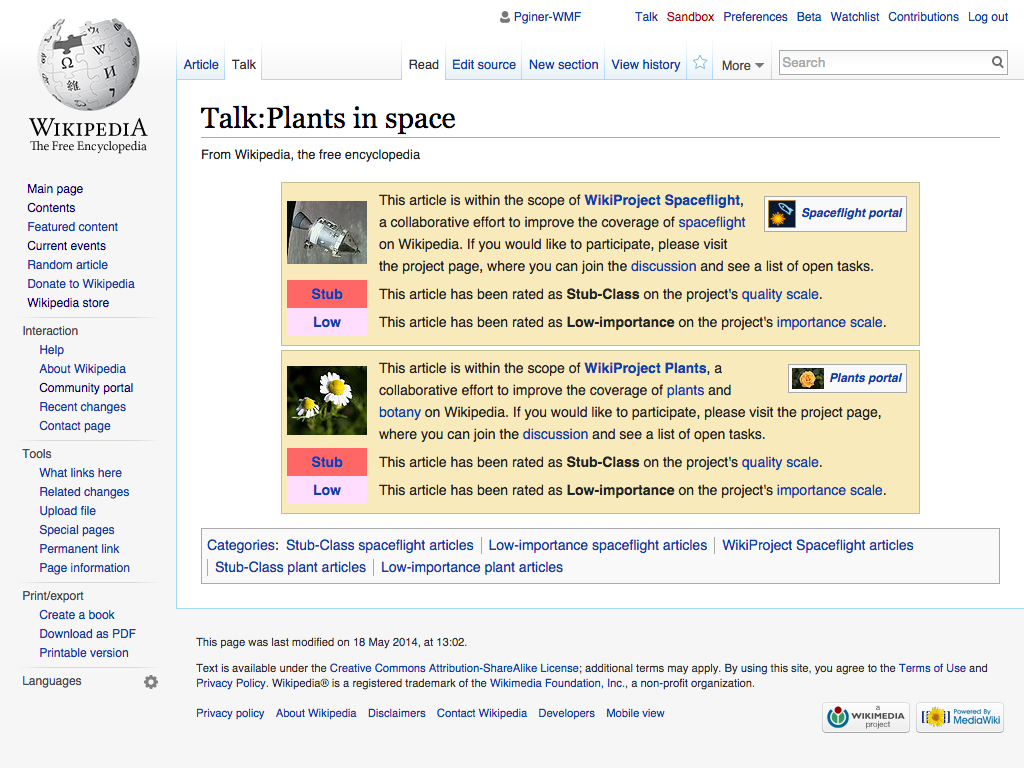 Pginer-WMF Talk Sandbox Preferences Beta Watchlist Contributions Log out
Article Talk Read Edit source New section View history More Search
WIKIPEDIA
The Free Encyclopedia
Main page
Contents
Featured content
Current events
Random article
Donate to Wikipedia
Wikipedia store
Interaction
Help
About Wikipedia
Community portal
Recent changes
Contact page
Tools
What links here
Related changes
Upload file
Special pages
Permanent link
Page information
Print/export
Create a book
Download as PDF
Printable version
Languages
Talk:Plants in space
From Wikipedia, the free encyclopedia
This article is within the scope of WikiProject Spaceflight,
a collaborative effort to improve the coverage of spaceflight
on Wikipedia. If you would like to participate, please visit
the project page, where you can join the discussion and see a list of open tasks.
Spaceflight portal
Stub This article has been rated as Stub-Class on the project's quality scale.
Low This article has been rated as Low-importance on the project's importance scale.
This article is within the scope of WikiProject Plants, a
collaborative effort to improve the coverage of plants and
botany on Wikipedia. If you would like to participate, please visit the project page,
where you can join the discussion and see a list of open tasks.
Plants portal
Stub This article has been rated as Stub-Class on the project's quality scale.
Low This article has been rated as Low-importance on the project's importance scale.
Categories: Stub-Class spaceflight articles Low-importance spaceflight articles WikiProject Spaceflight articles
Stub-Class plant articles Low-importance plant articles
This page was last modified on 18 May 2014, at 13:02.
Text is available under the Creative Commons Attribution-ShareAlike License; additional terms may apply. By using this site, you agree to the Terms of Use and
Privacy Policy. Wikipedia® is a registered trademark of the Wikimedia Foundation, Inc., a non-profit organization.
Privacy policy About Wikipedia Disclaimers Contact Wikipedia Developers Mobile view
a
WIKIMEDIA
project
Powered By
MediaWiki